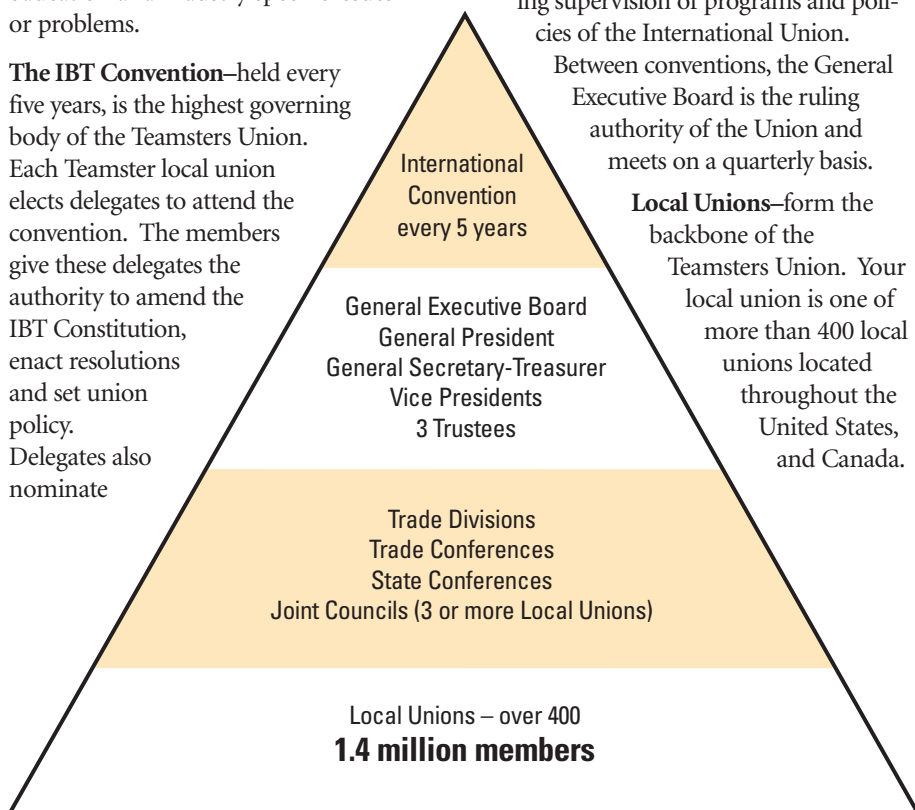 or problems.
The IBT Convention–held every
five years, is the highest governing
body of the Teamsters Union.
Each Teamster local union
elects delegates to attend the
convention.  The members
give these delegates the
authority to amend the
IBT Constitution,
enact resolutions
and set union
policy.
Delegates also
nominate
ing supervision of programs and poli-
cies of the International Union.
Between conventions, the General
Executive Board is the ruling
authority of the Union and
meets on a quarterly basis.
Local Unions–form the
backbone of the
Teamsters Union.  Your
local union is one of
more than 400 local
unions located
throughout the
United States,
and Canada.
International
Convention
every 5 years
General Executive Board
General President
General Secretary-Treasurer
Vice Presidents
3 Trustees
Trade Divisions
Trade Conferences
State Conferences
Joint Councils (3 or more Local Unions)
Local Unions – over 400
1.4 million members